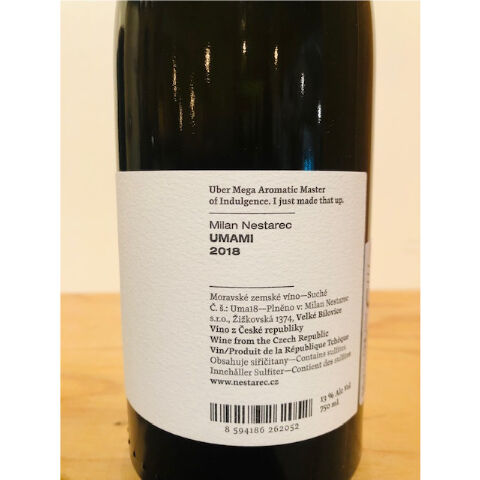 Uber Mega Aromatic Master
of Indulgence. I just made that up.
Milan Nestarec
UMAMI
2018
Moravské zemské víno—Suché
Č. š.: Uma18—Plněno v: Milan Nestarec
s.r.o., Žižkovská 1374, Velké Bílovice
Víno z České republiky
Wine from the Czech Republic
Vin/Produit de la République Tchèque
Obsahuje siřičitany—Contains sulfites
Innehåller Sulfiter—Contient des sulfites
www.nestarec.cz
13 % Alc Vol
750 ml
8 594186 262052